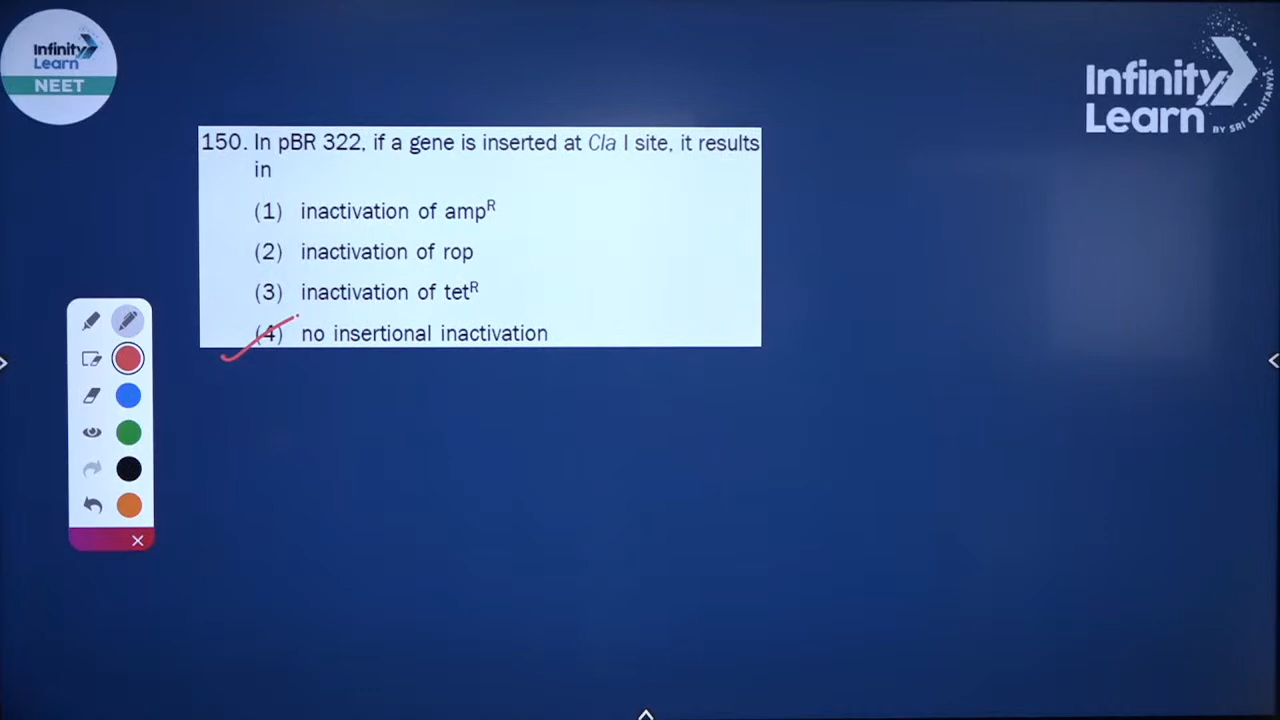 Infinity
Learn
NEET
Infinity
Learn
BY SRI CHAITANYA
150. In pBR 322, if a gene is inserted at Cla I site, it results
in
(1) inactivation of ampᴿ
(2) inactivation of rop
(3) inactivation of tetᴿ
(4) no insertional inactivation